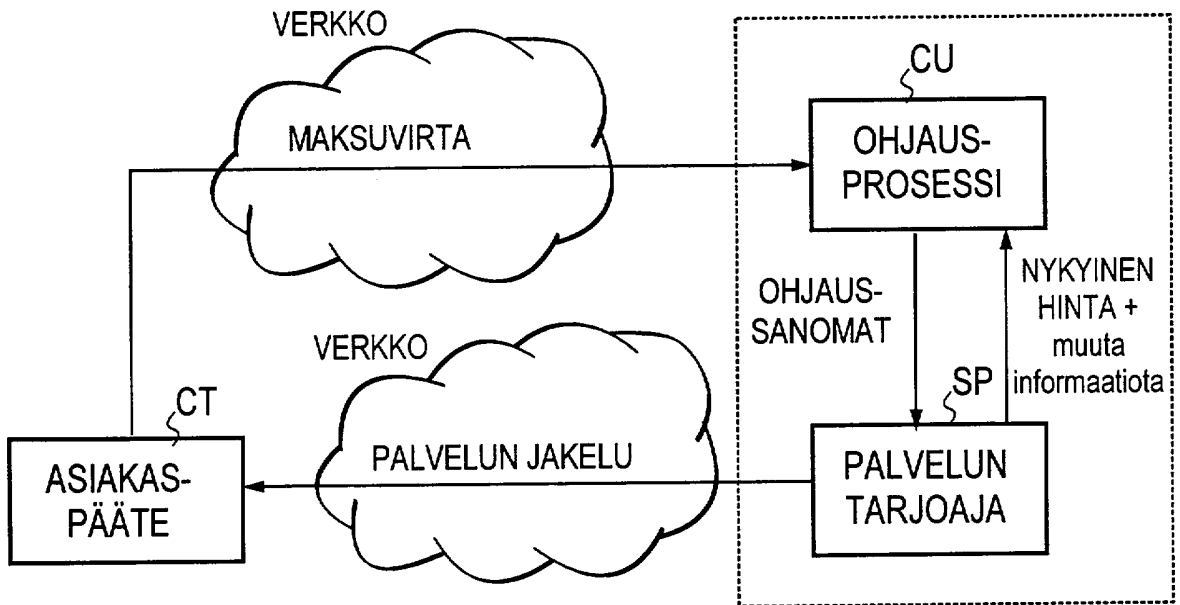 VERKKO
MAKSUVIRTA
CU
OHJAUS-
PROSESSI
OHJAUS-
SANOMAT
NYKYINEN
HINTA +
muuta
informaatiota
VERKKO
SP
CT
PALVELUN JAKELU
ASIAKAS-
PÄÄTE
PALVELUN
TARJOAJA